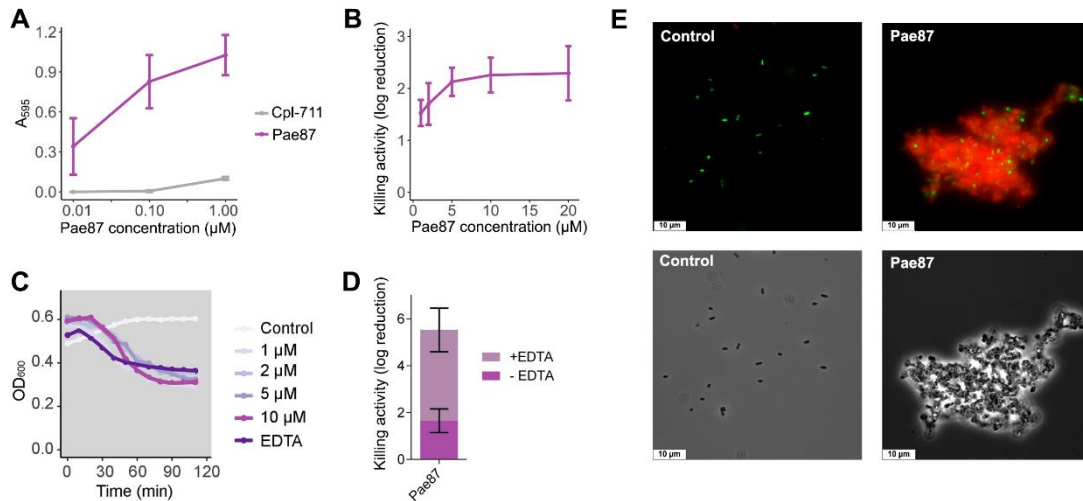 A
A₅₉₅
1.2
0.9
0.6
0.3
0.0
0.01
0.10
1.00
Pae87 concentration (µM)
Cpl-711
Pae87
B
Killing activity (log reduction)
3
2
1
0
0
5
10
15
20
Pae87 concentration (µM)
C
OD₆₀₀
0.6
0.4
0.2
0.0
0
30
60
90
120
Time (min)
Control
1 µM
2 µM
5 µM
10 µM
EDTA
D
Killing activity (log reduction)
6
4
2
0
Pae87
+EDTA
- EDTA
E
Control
10 µm
Pae87
10 µm
Control
10 µm
Pae87
10 µm